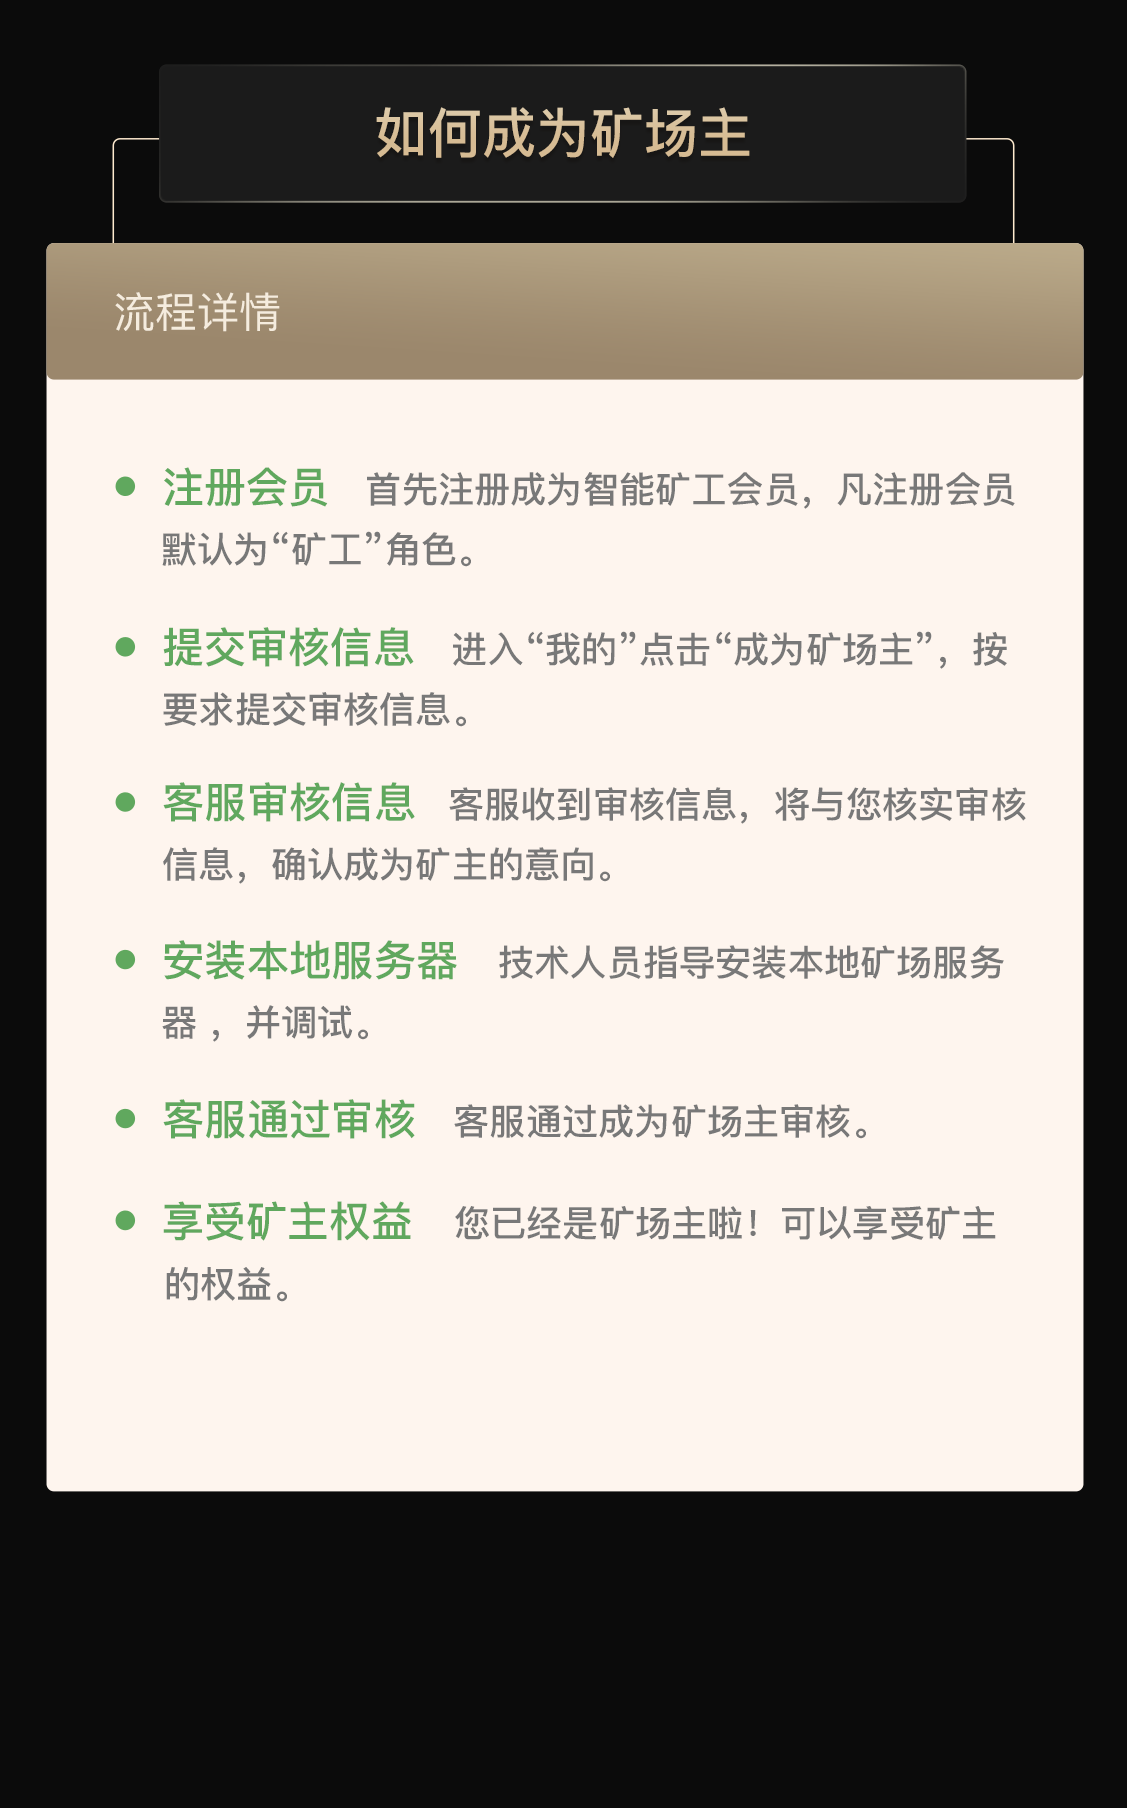 如何成为矿场主
流程详情
注册会员 首先注册成为智能矿工会员，凡注册会员
默认为“矿工”角色。
提交审核信息 进入“我的”点击“成为矿场主”，按
要求提交审核信息。
客服审核信息 客服收到审核信息，将与您核实审核
信息，确认成为矿主的意向。
安装本地服务器 技术人员指导安装本地矿场服务
器 ，并调试。
客服通过审核 客服通过成为矿场主审核。
享受矿主权益 您已经是矿场主啦！可以享受矿主
的权益。